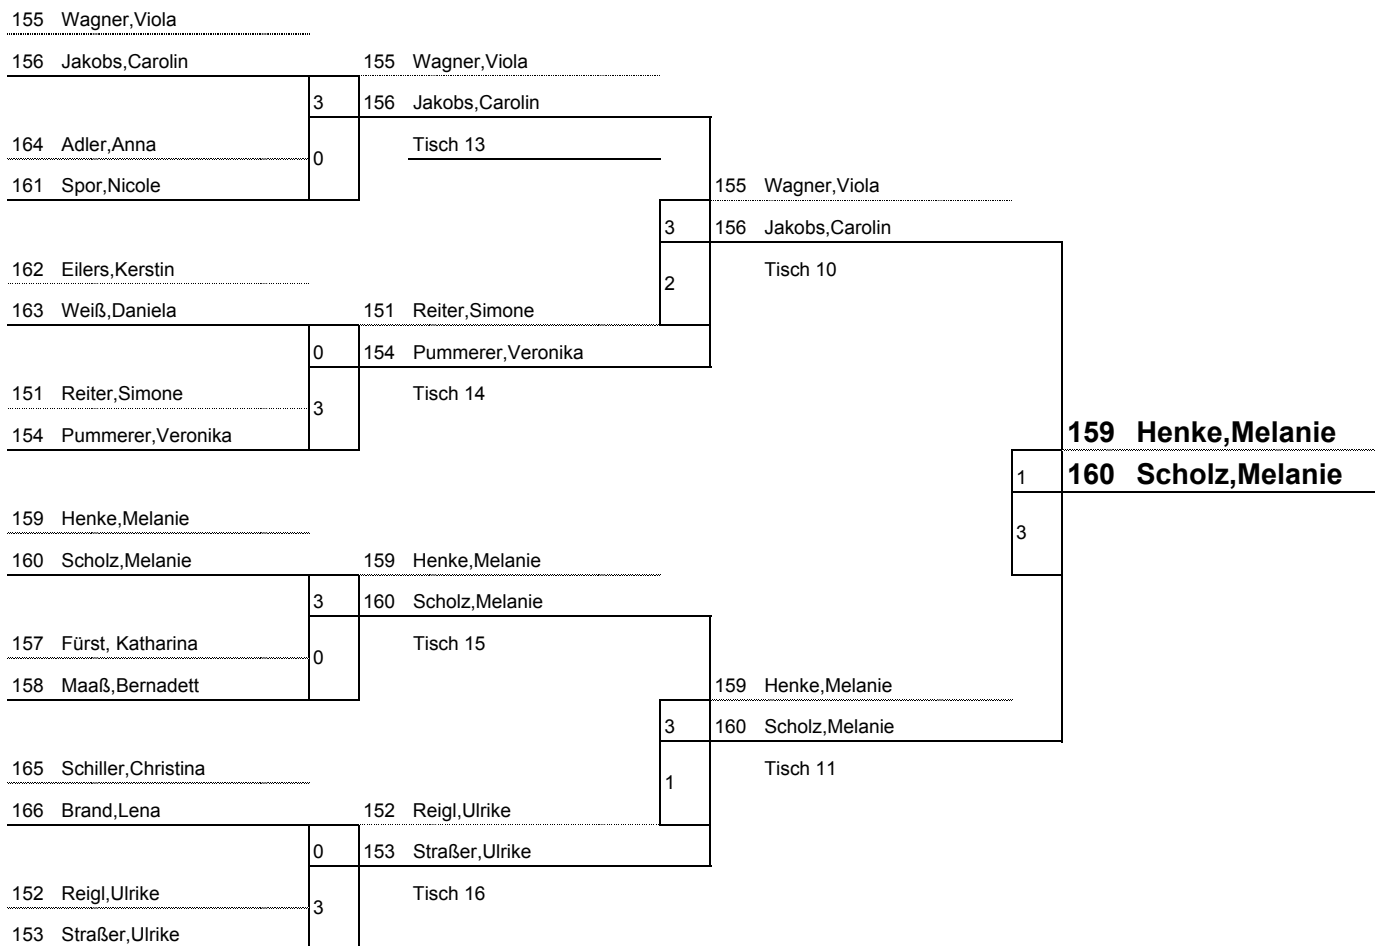 155 Wagner,Viola
156 Jakobs,Carolin 155 Wagner,Viola
3 156 Jakobs,Carolin
164 Adler,Anna Tisch 13
0
161 Spor,Nicole 155 Wagner,Viola
3 156 Jakobs,Carolin
162 Eilers,Kerstin Tisch 10
2
163 Weiß,Daniela 151 Reiter,Simone
0 154 Pummerer,Veronika
151 Reiter,Simone Tisch 14
3
154 Pummerer,Veronika 159 Henke,Melanie
1 160 Scholz,Melanie
159 Henke,Melanie
3
160 Scholz,Melanie 159 Henke,Melanie
3 160 Scholz,Melanie
157 Fürst, Katharina Tisch 15
0
158 Maaß,Bernadett 159 Henke,Melanie
3 160 Scholz,Melanie
165 Schiller,Christina Tisch 11
1
166 Brand,Lena 152 Reigl,Ulrike
0 153 Straßer,Ulrike
152 Reigl,Ulrike Tisch 16
3
153 Straßer,Ulrike